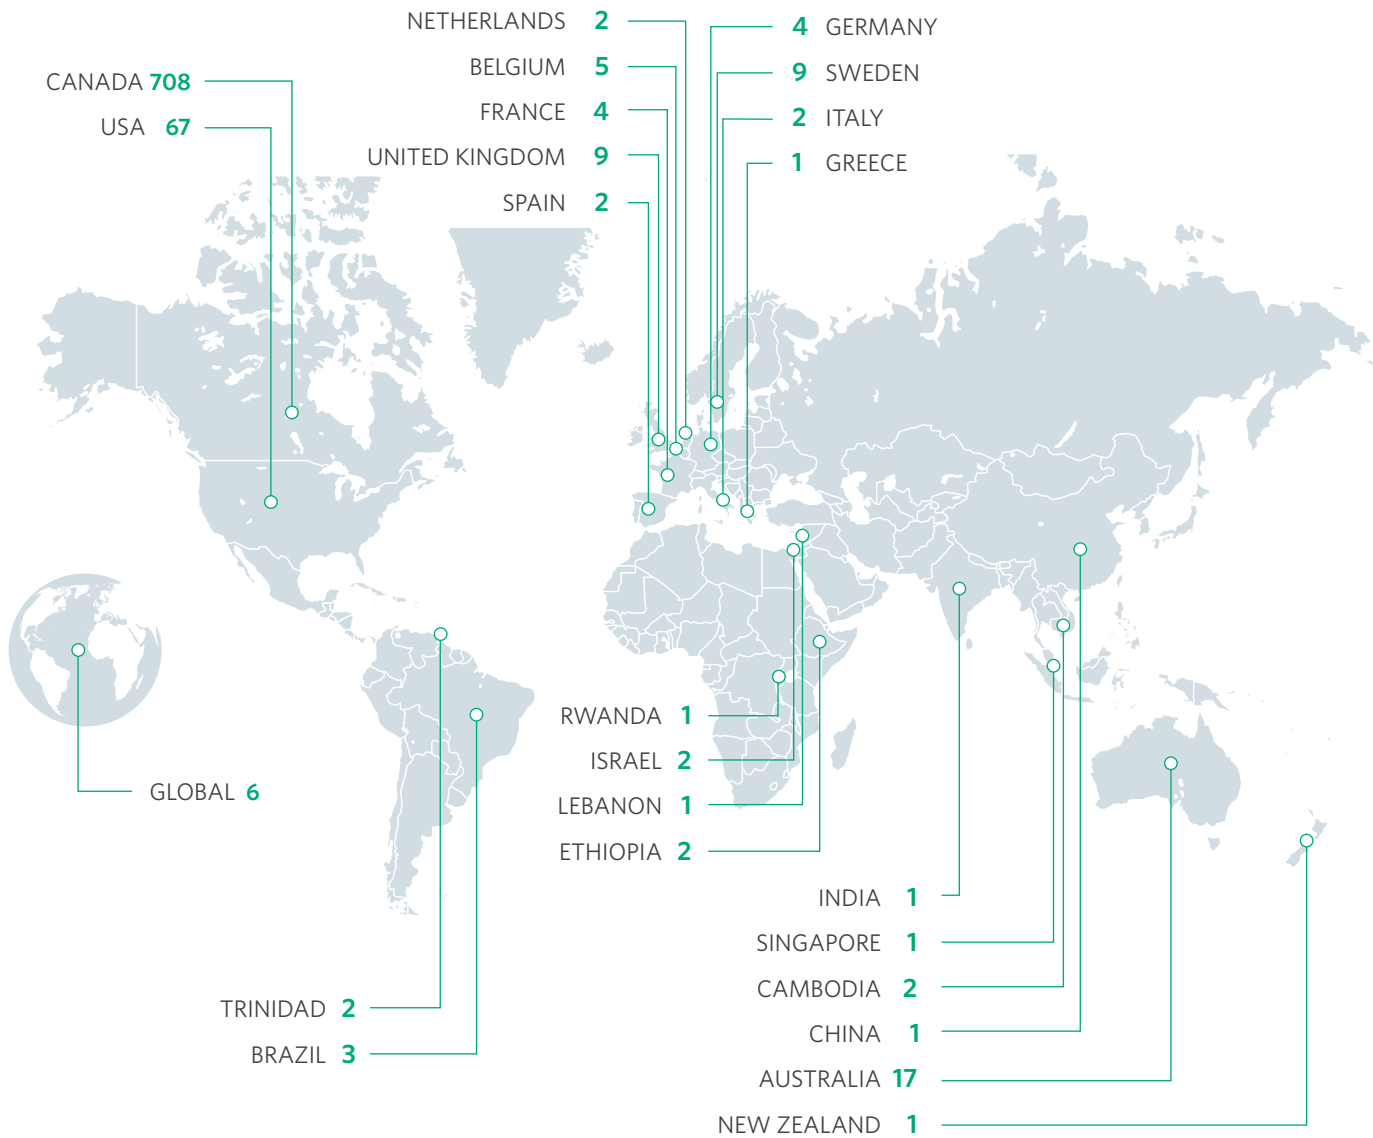 NETHERLANDS 2
BELGIUM 5
FRANCE 4
UNITED KINGDOM 9
SPAIN 2
4 GERMANY
9 SWEDEN
2 ITALY
1 GREECE
CANADA 708
USA 67
GLOBAL 6
RWANDA 1
ISRAEL 2
LEBANON 1
ETHIOPIA 2
TRINIDAD 2
BRAZIL 3
INDIA 1
SINGAPORE 1
CAMBODIA 2
CHINA 1
AUSTRALIA 17
NEW ZEALAND 1